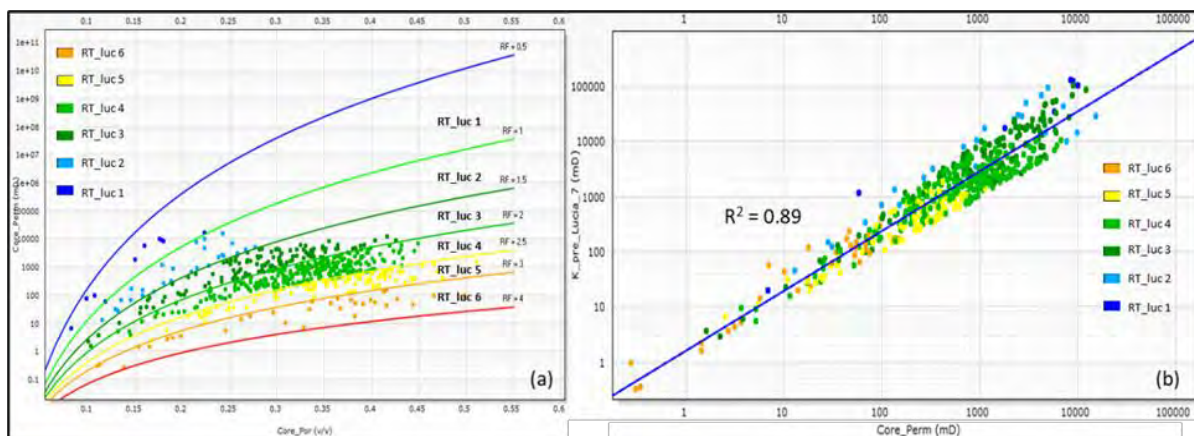 0.1 0.15 0.2 0.25 0.3 0.35 0.4 0.45 0.5 0.55 0.6
1e+11
1e+10
1e+09
1e+08
1e+07
1e+06
10000
1000
100
10
1
0.1
RT_luc 6
RT_luc 5
RT_luc 4
RT_luc 3
RT_luc 2
RT_luc 1
RF = 0.5
RT_luc 1
RF = 1
RT_luc 2
RF = 1.5
RT_luc 3
RF = 2
RT_luc 4
RF = 2.5
RT_luc 5
RF = 3
RT_luc 6
RF = 4
(a)
0.1 0.15 0.2 0.25 0.3 0.35 0.4 0.45 0.5 0.55 0.6
Core_Por (v/v)
Core_Perm (mD)
1 10 100 1000 10000 100000
100000
10000
1000
100
10
1
K_pre_Lucia_7 (mD)
R² = 0.89
RT_luc 6
RT_luc 5
RT_luc 4
RT_luc 3
RT_luc 2
RT_luc 1
(b)
1 10 100 1000 10000 100000
Core_Perm (mD)